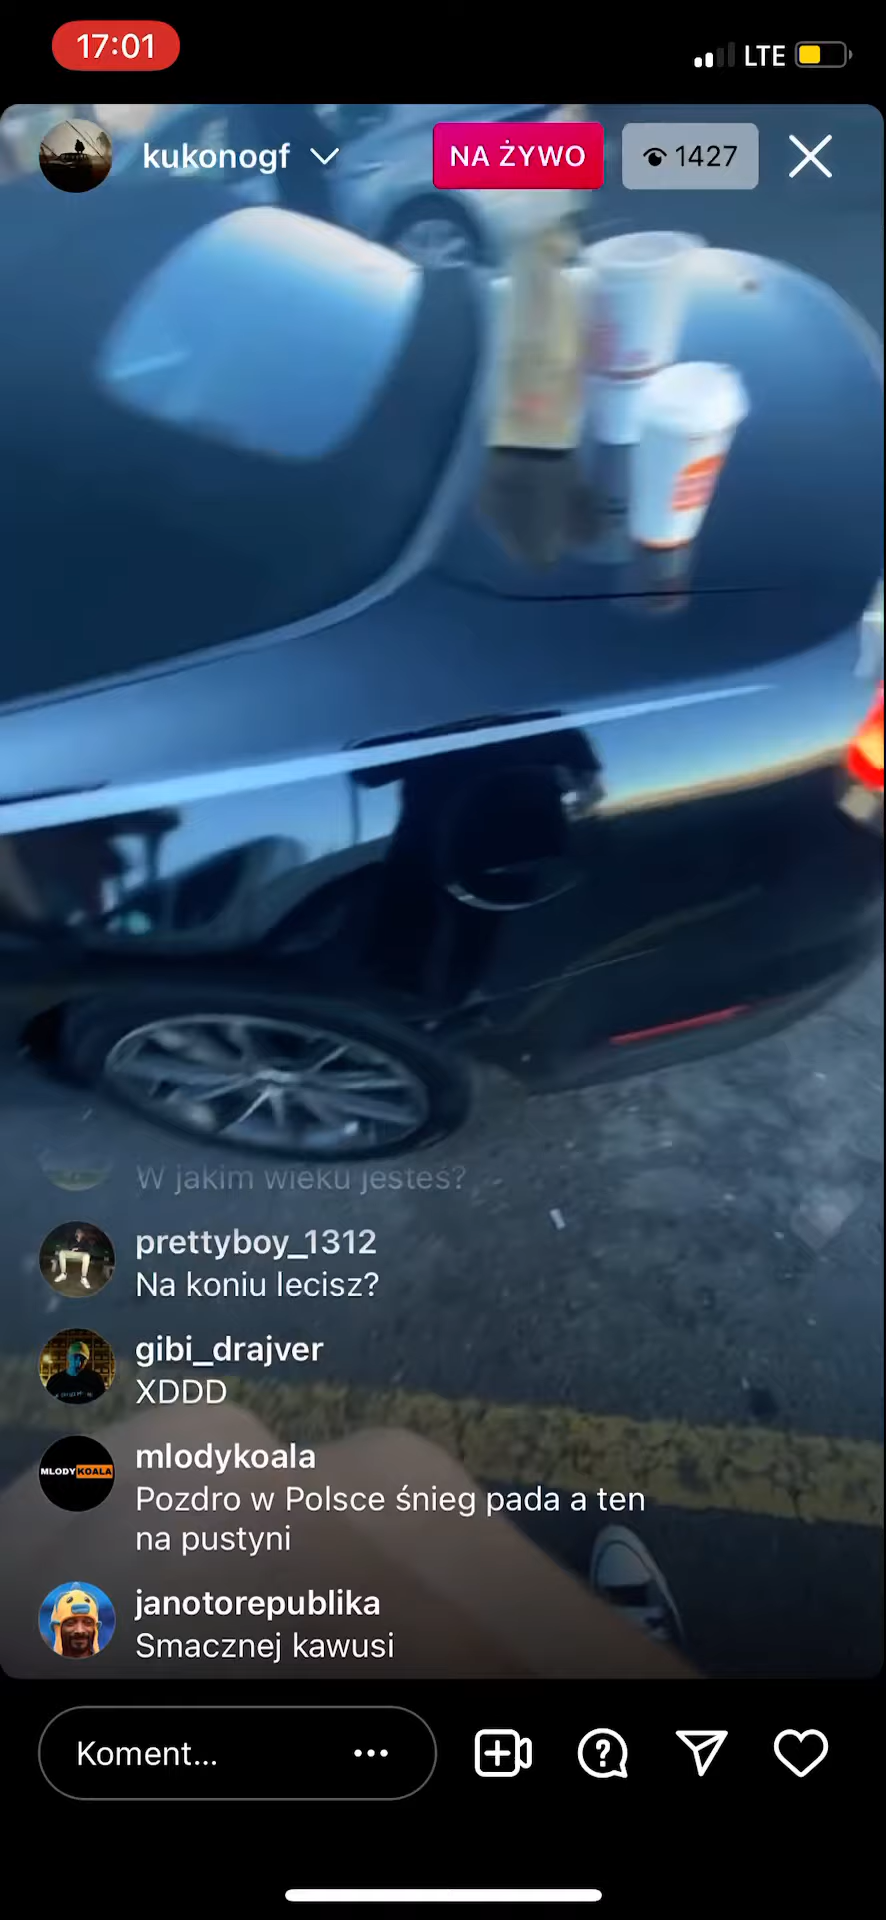 17:01
LTE
kukonogf
NA ŻYWO
1427
W jakim wieku jesteś?
prettyboy_1312
Na koniu lecisz?
gibi_drajver
XDDD
MLODYKOALA
mlodykoala
Pozdro w Polsce śnieg pada a ten
na pustyni
janotorepublika
Smacznej kawusi
Koment...